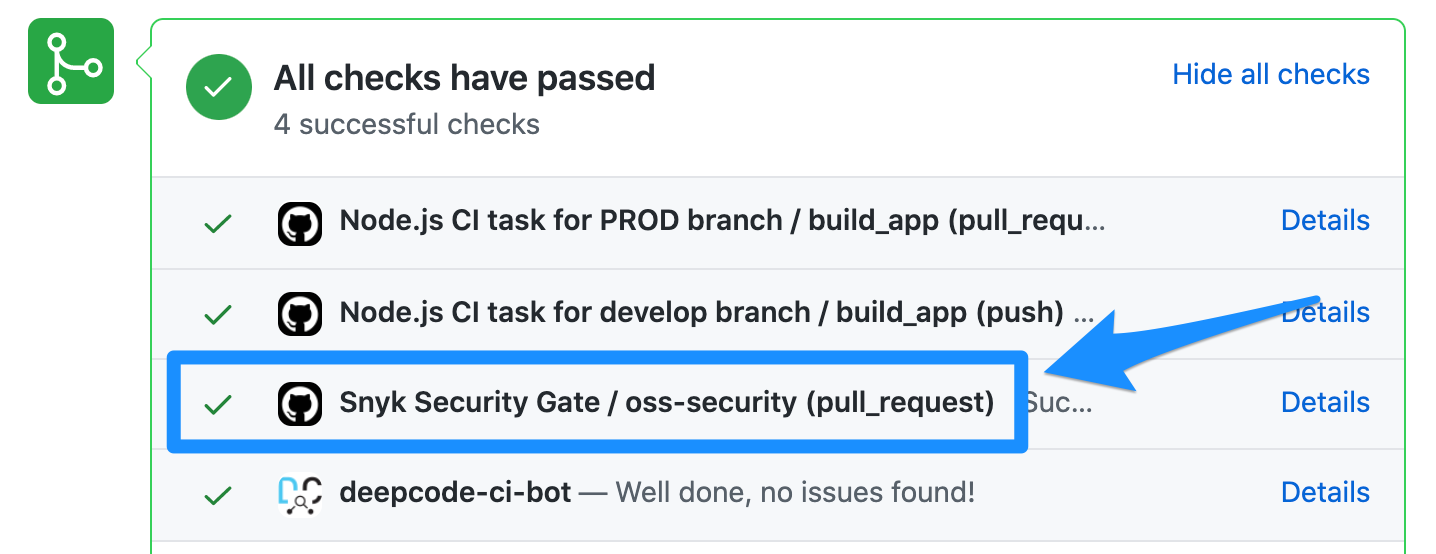 All checks have passed
Hide all checks
4 successful checks
Node.js CI task for PROD branch / build_app (pull_requ...
Details
Node.js CI task for develop branch / build_app (push) ...
Details
Snyk Security Gate / oss-security (pull_request) Suc...
Details
deepcode-ci-bot — Well done, no issues found!
Details